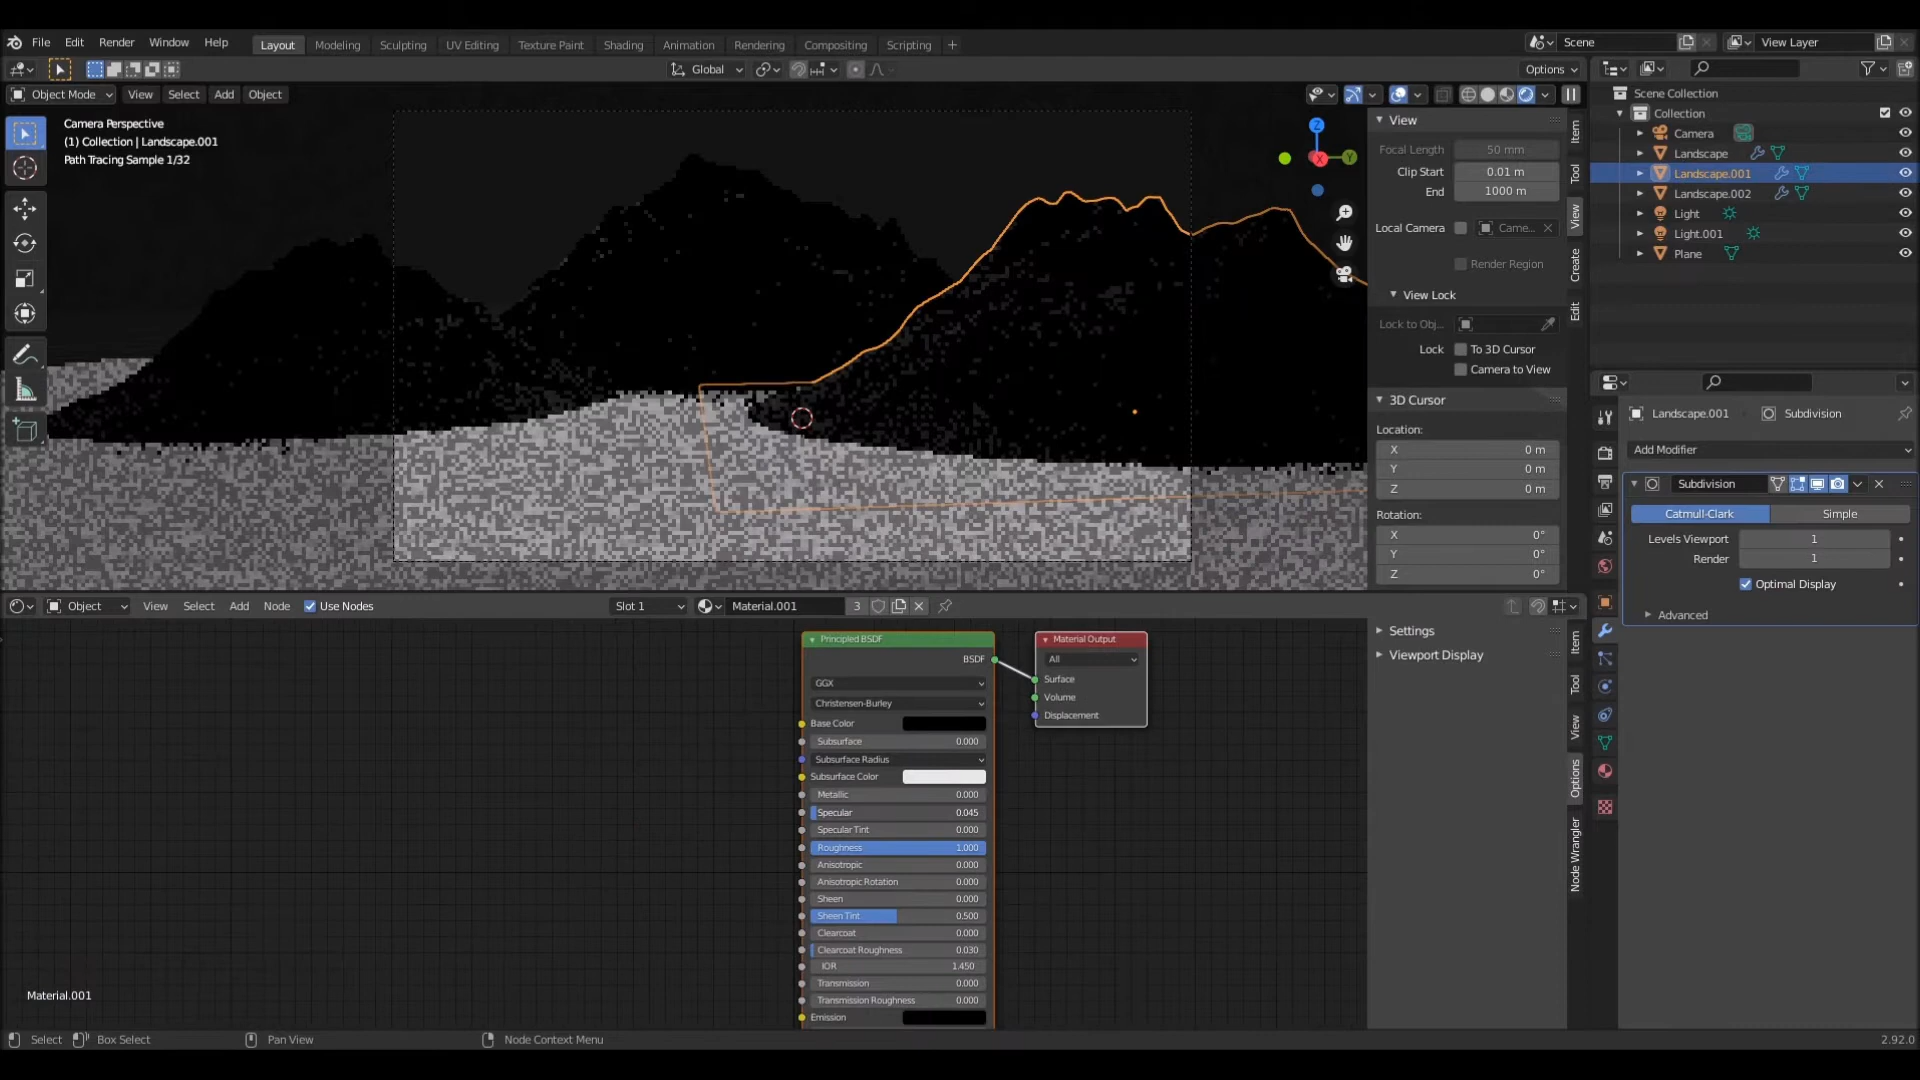 File Edit Render Window Help Layout Modeling Sculpting UV Editing Texture Paint Shading Animation Rendering Compositing Scripting + Scene View Layer
Global Options
Object Mode View Select Add Object
Camera Perspective
(1) Collection | Landscape.001
Path Tracing Sample 1/32
Z
X
Y
View
Focal Length 50 mm
Clip Start 0.01 m
End 1000 m
Local Camera Came...
Render Region
View Lock
Lock to Obj...
Lock To 3D Cursor
Camera to View
3D Cursor
Location:
X 0 m
Y 0 m
Z 0 m
Rotation:
X 0°
Y 0°
Z 0°
Item
Tool
View
Create
Edit
Scene Collection
Collection
Camera
Landscape
Landscape.001
Landscape.002
Light
Light.001
Plane
Landscape.001 Subdivision
Add Modifier
Subdivision
Catmull-Clark Simple
Levels Viewport 1
Render 1
Optimal Display
Advanced
Object View Select Add Node Use Nodes Slot 1 Material.001 3
Principled BSDF
BSDF
GGX
Christensen-Burley
Base Color
Subsurface 0.000
Subsurface Radius
Subsurface Color
Metallic 0.000
Specular 0.045
Specular Tint 0.000
Roughness 1.000
Anisotropic 0.000
Anisotropic Rotation 0.000
Sheen 0.000
Sheen Tint 0.500
Clearcoat 0.000
Clearcoat Roughness 0.030
IOR 1.450
Transmission 0.000
Transmission Roughness 0.000
Emission
Material Output
All
Surface
Volume
Displacement
Settings
Viewport Display
Item
Tool
View
Options
Node Wrangler
Material.001
Select Box Select Pan View Node Context Menu 2.92.0